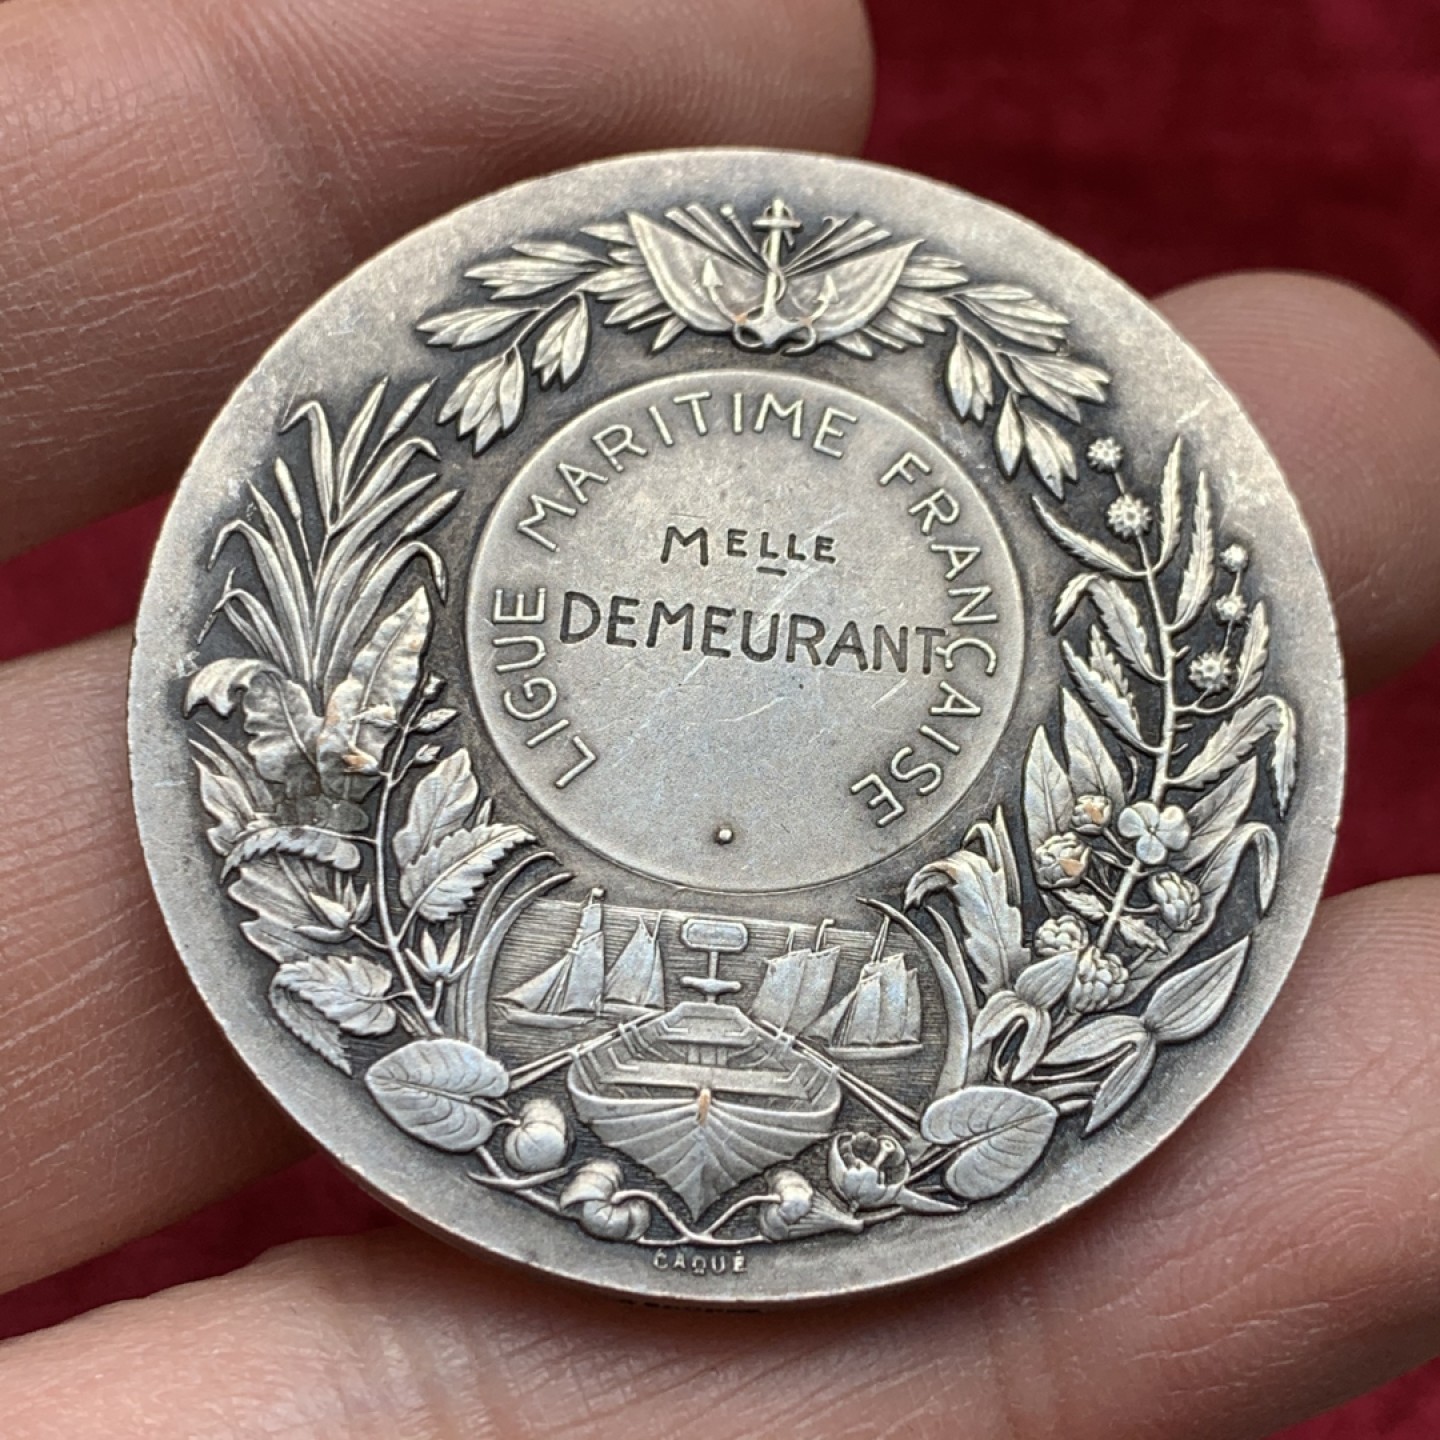 LIGUE MARITIME FRANÇAISE
MELLE
DEMEURANT
CAQUÉ